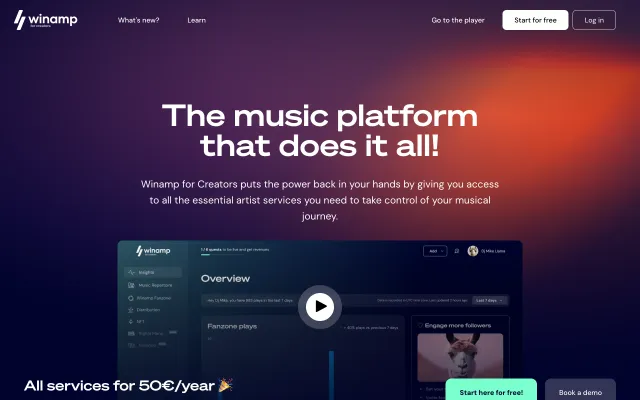 winamp
for creators
What's new?
Learn
Go to the player
Start for free
Log in
The music platform
that does it all!
Winamp for Creators puts the power back in your hands by giving you access
to all the essential artist services you need to take control of your musical
journey.
winamp
Add
DJ Mike Llama
Insights
Music Repertoire
Winamp Fanzone
Distribution
NFT
Overview
Last 7 days
Fanzone plays
Engage more followers
All services for 50€/year 🎉
Start here for free!
Book a demo